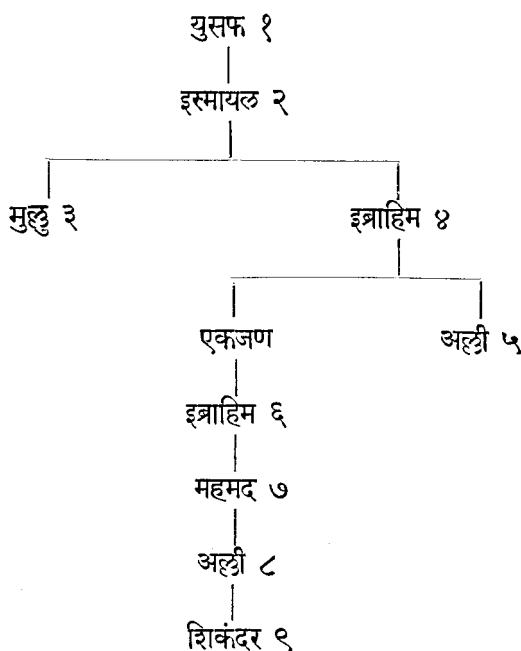 युसफ १
इस्मायल २
मुल्लु ३ इब्राहिम ४
एकजण अल्ली ५
इब्राहिम ६
महमद ७
अल्ली ८
शिकंदर ९